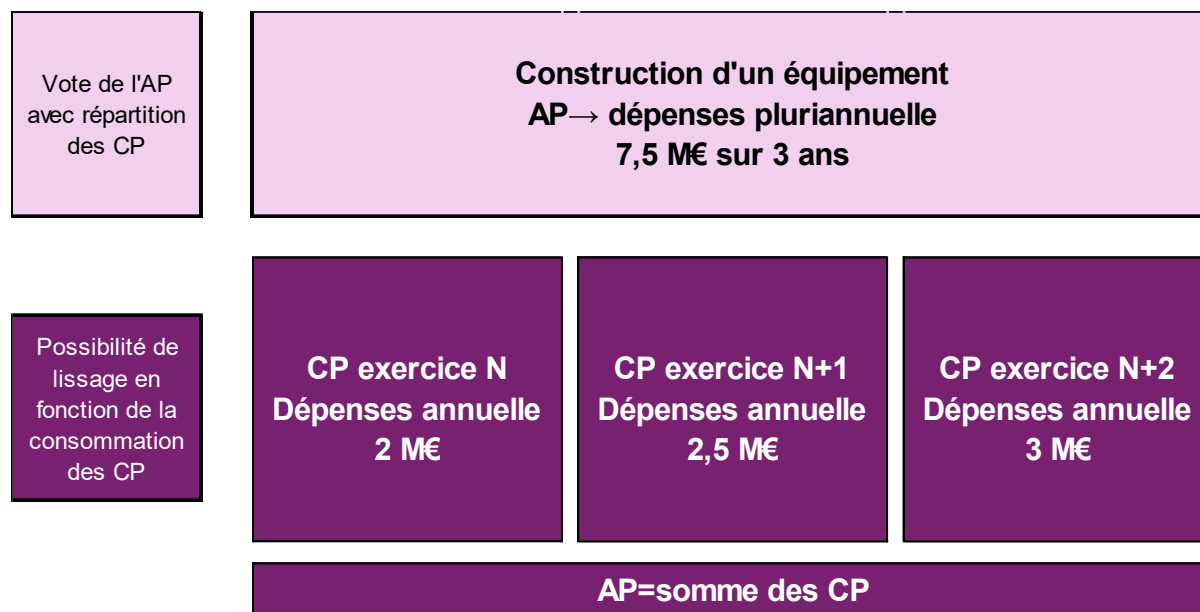 Vote de l'AP
avec répartition
des CP
Construction d'un équipement
AP→ dépenses pluriannuelle
7,5 M€ sur 3 ans
Possibilité de
lissage en
fonction de la
consommation
des CP
CP exercice N
Dépenses annuelle
2 M€
CP exercice N+1
Dépenses annuelle
2,5 M€
CP exercice N+2
Dépenses annuelle
3 M€
AP=somme des CP